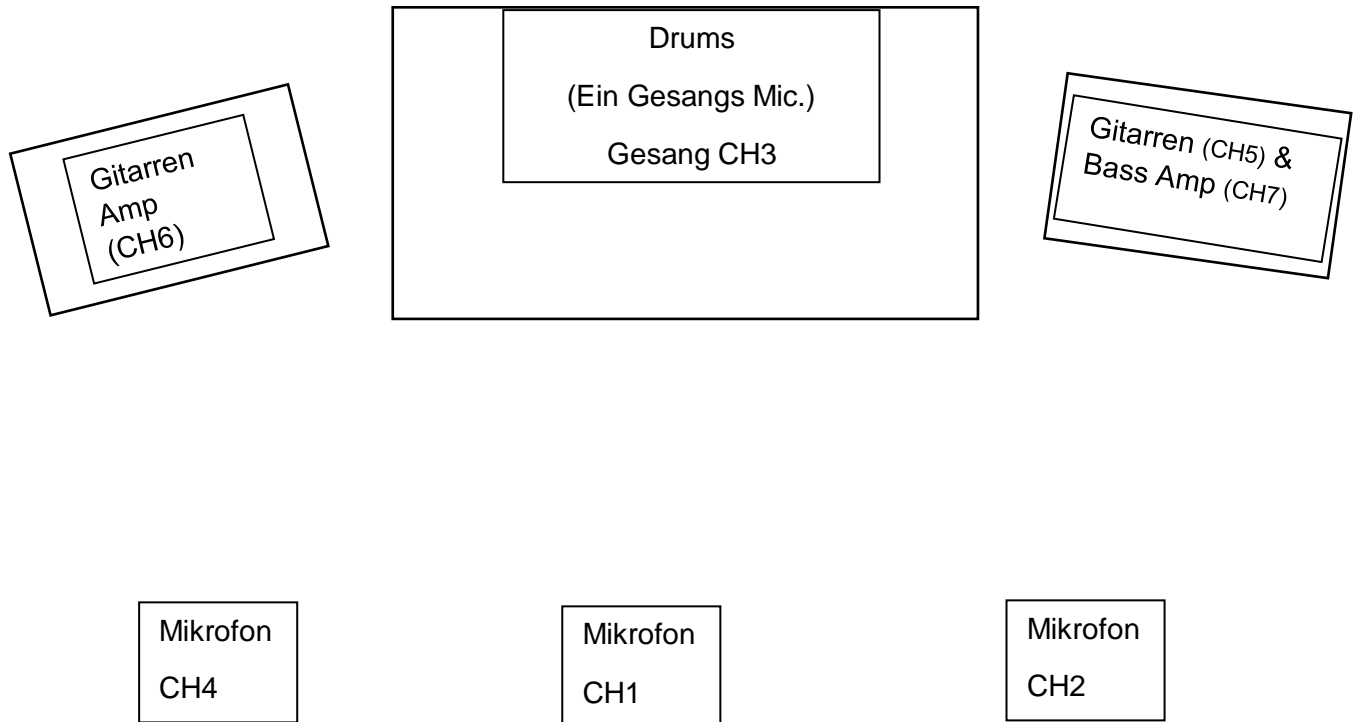 Drums
(Ein Gesangs Mic.)
Gesang CH3
Gitarren
Amp
(CH6)
Gitarren (CH5) &
Bass Amp (CH7)
Mikrofon
CH4
Mikrofon
CH1
Mikrofon
CH2